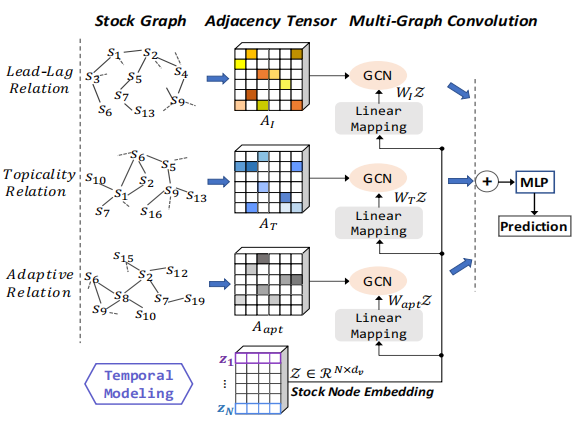 Stock Graph Adjacency Tensor Multi-Graph Convolution
Lead-Lag
Relation
S1 S2
S3 S5 S4
S7 S9
S6 S13
A_I
GCN
W_I Z
Linear
Mapping
Topicality
Relation
S6 S5
S10 S2
S1 S9 S13
S7 S16
A_T
GCN
W_T Z
Linear
Mapping
+
MLP
Prediction
Adaptive
Relation
S15 S12
S6 S2
S8 S7 S19
S9 S10
A_apt
GCN
W_apt Z
Linear
Mapping
Temporal
Modeling
z1
⋮
zN
Z ∈ R^{N×d_v}
Stock Node Embedding